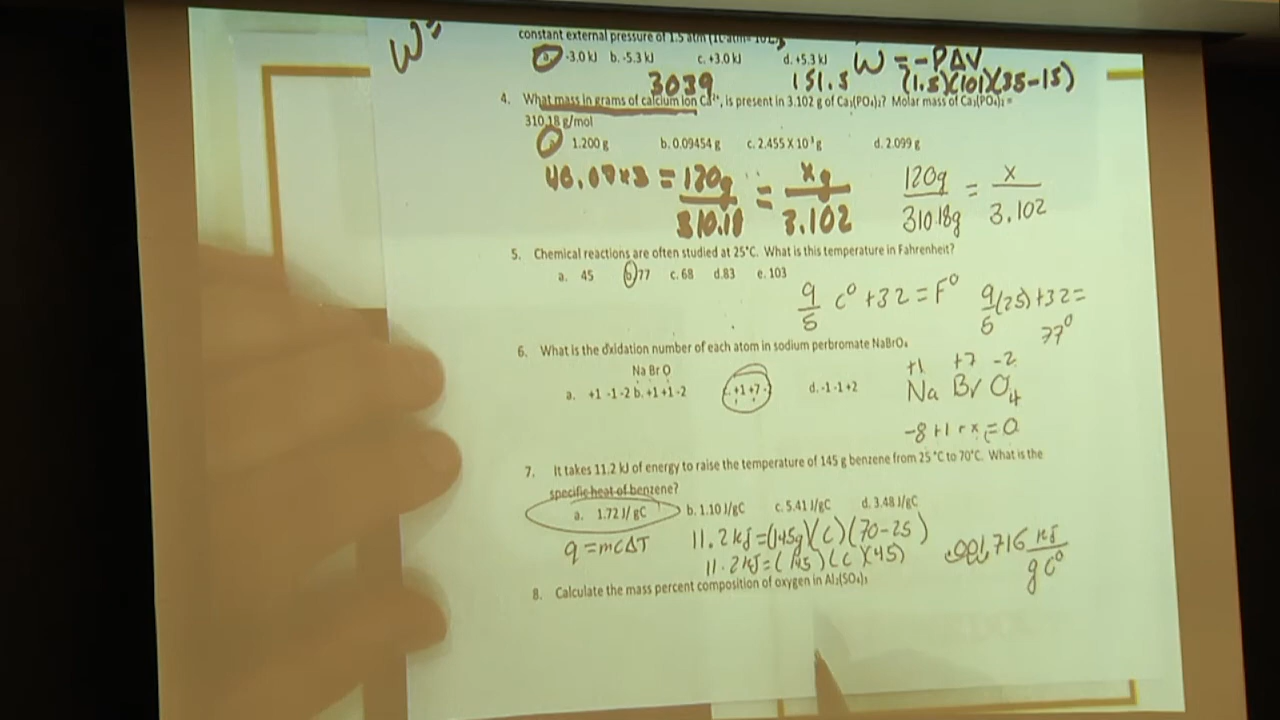 W=
constant external pressure of 1.5 atm (1L·atm= 101
a. -3.0 kJ b. -5.3 kJ c. +3.0 kJ d. +5.3 kJ W = -PΔV
3039 151.5 (1.5)(101)(35-15)
4. What mass in grams of calcium ion Ca²⁺, is present in 3.102 g of Ca₃(PO₄)₂? Molar mass of Ca₃(PO₄)₂ =
310.18 g/mol
1.200 g b. 0.09454 g c. 2.455 X 10³ g d. 2.099 g
40.07×3 = 120g/310.18 = xg/3.102 120g/310.18g = x/3.102
5. Chemical reactions are often studied at 25°C. What is this temperature in Fahrenheit?
a. 45 b. 77 c. 68 d.83 e. 103
9/5 C° + 32 = F° 9/5(25)+32=
77°
6. What is the oxidation number of each atom in sodium perbromate NaBrO₄
Na Br O +1 +7 -2
a. +1 -1 -2 b. +1 +1 -2 c. +1 +7 -2 d. -1 -1 +2 Na Br O₄
-8+1+x=0
7. It takes 11.2 kJ of energy to raise the temperature of 145 g benzene from 25 °C to 70°C. What is the
specific heat of benzene?
a. 1.72 J/gC b. 1.10 J/gC c. 5.41 J/gC d. 3.48 J/gC
q = mCΔT 11.2kJ=(145g)(C)(70-25) .001716 kJ/gC°
11.2kJ=(145)(C)(45)
8. Calculate the mass percent composition of oxygen in Al₂(SO₄)₃